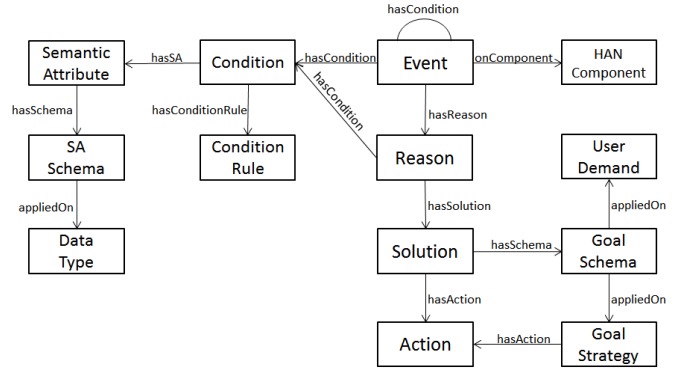 hasCondition
Semantic
Attribute
hasSA
Condition
hasCondition
Event
onComponent
HAN
Component
hasSchema
hasConditionRule
hasCondition
hasReason
SA
Schema
Condition
Rule
Reason
User
Demand
appliedOn
hasSolution
appliedOn
Data
Type
Solution
hasSchema
Goal
Schema
hasAction
appliedOn
Action
hasAction
Goal
Strategy